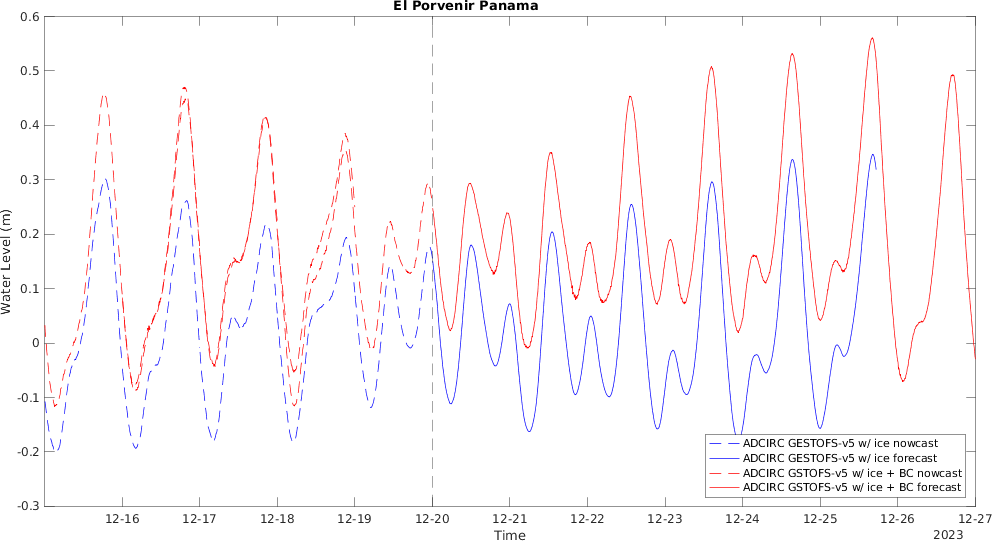 El Porvenir Panama
0.6
0.5
0.4
0.3
0.2
0.1
0
-0.1
-0.2
-0.3
Water Level (m)
ADCIRC GESTOFS-v5 w/ ice nowcast
ADCIRC GESTOFS-v5 w/ ice forecast
ADCIRC GSTOFS-v5 w/ ice + BC nowcast
ADCIRC GSTOFS-v5 w/ ice + BC forecast
12-16 12-17 12-18 12-19 12-20 12-21 12-22 12-23 12-24 12-25 12-26 12-27
Time
2023